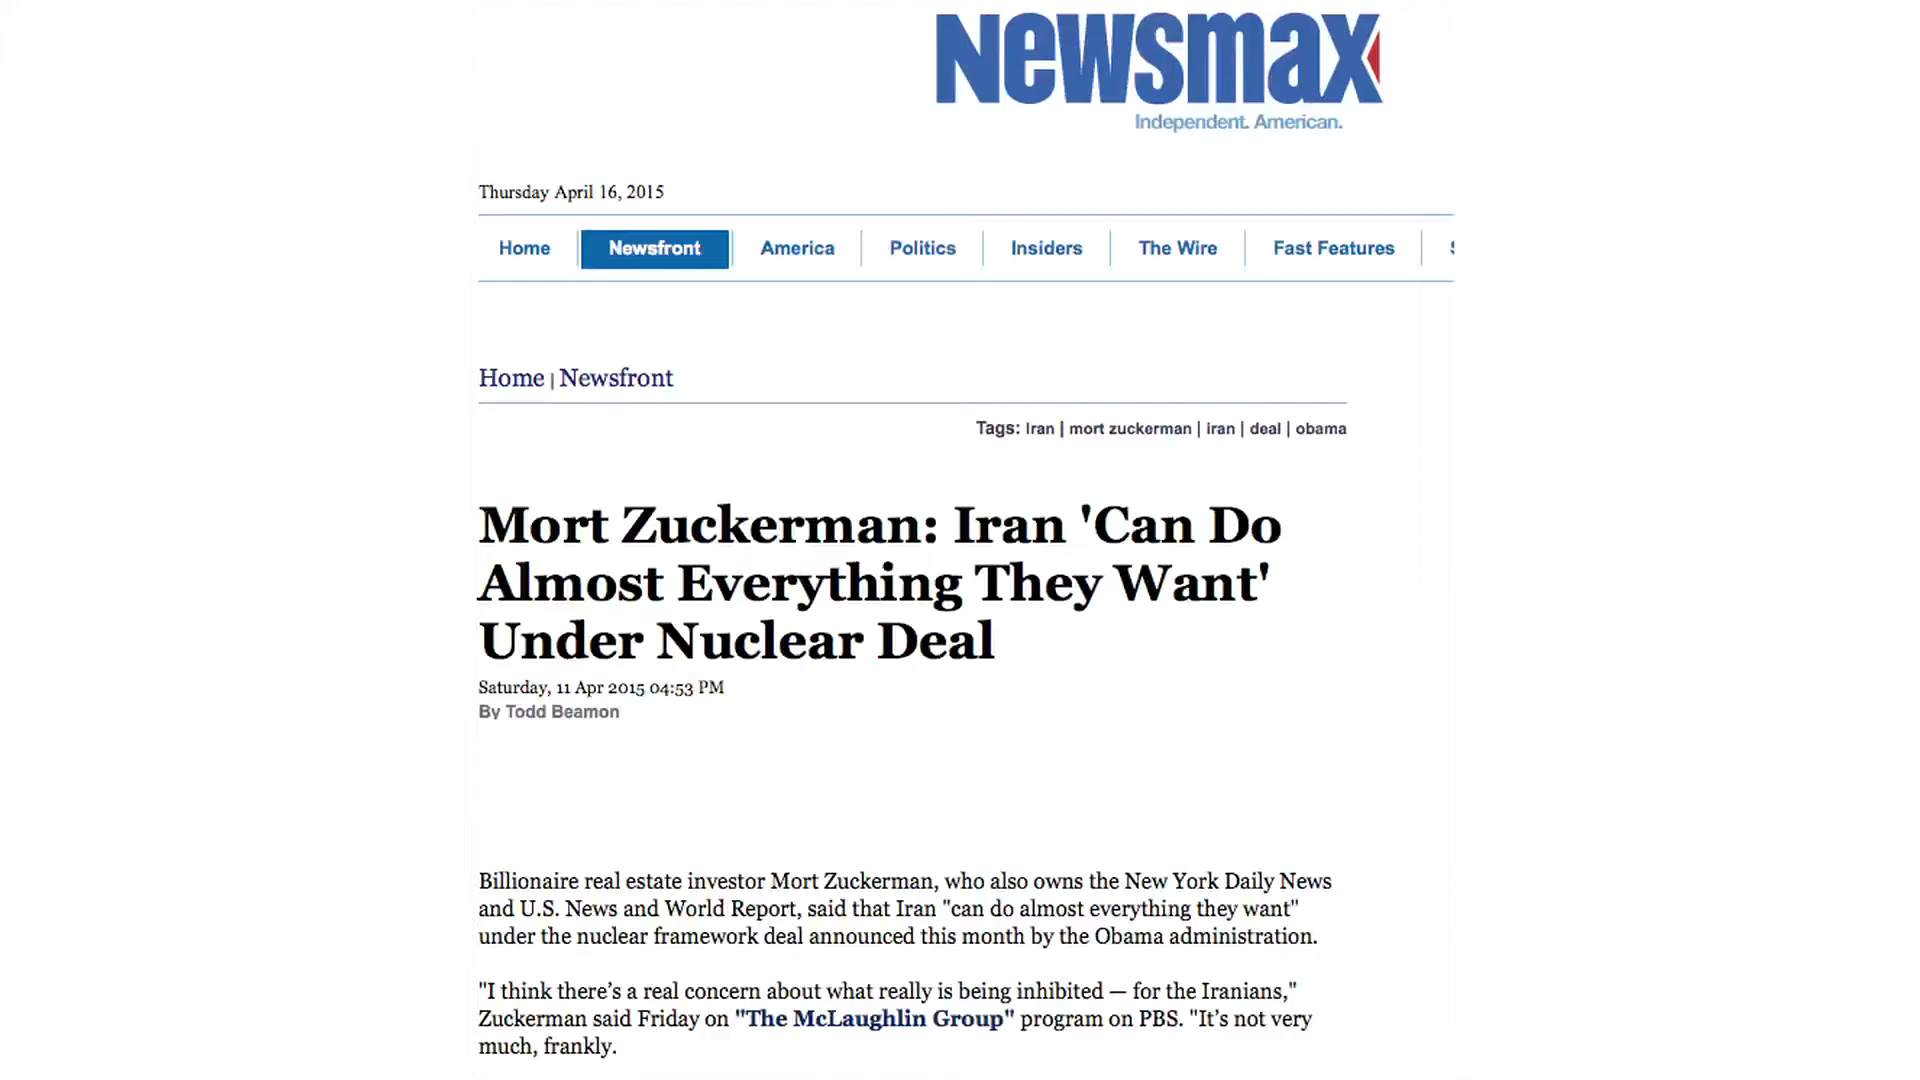 Newsmax
Independent. American.
Thursday April 16, 2015
Home Newsfront America Politics Insiders The Wire Fast Features
Home | Newsfront
Tags: Iran | mort zuckerman | iran | deal | obama
Mort Zuckerman: Iran 'Can Do
Almost Everything They Want'
Under Nuclear Deal
Saturday, 11 Apr 2015 04:53 PM
By Todd Beamon
Billionaire real estate investor Mort Zuckerman, who also owns the New York Daily News
and U.S. News and World Report, said that Iran "can do almost everything they want"
under the nuclear framework deal announced this month by the Obama administration.
"I think there’s a real concern about what really is being inhibited — for the Iranians,"
Zuckerman said Friday on "The McLaughlin Group" program on PBS. "It’s not very
much, frankly.